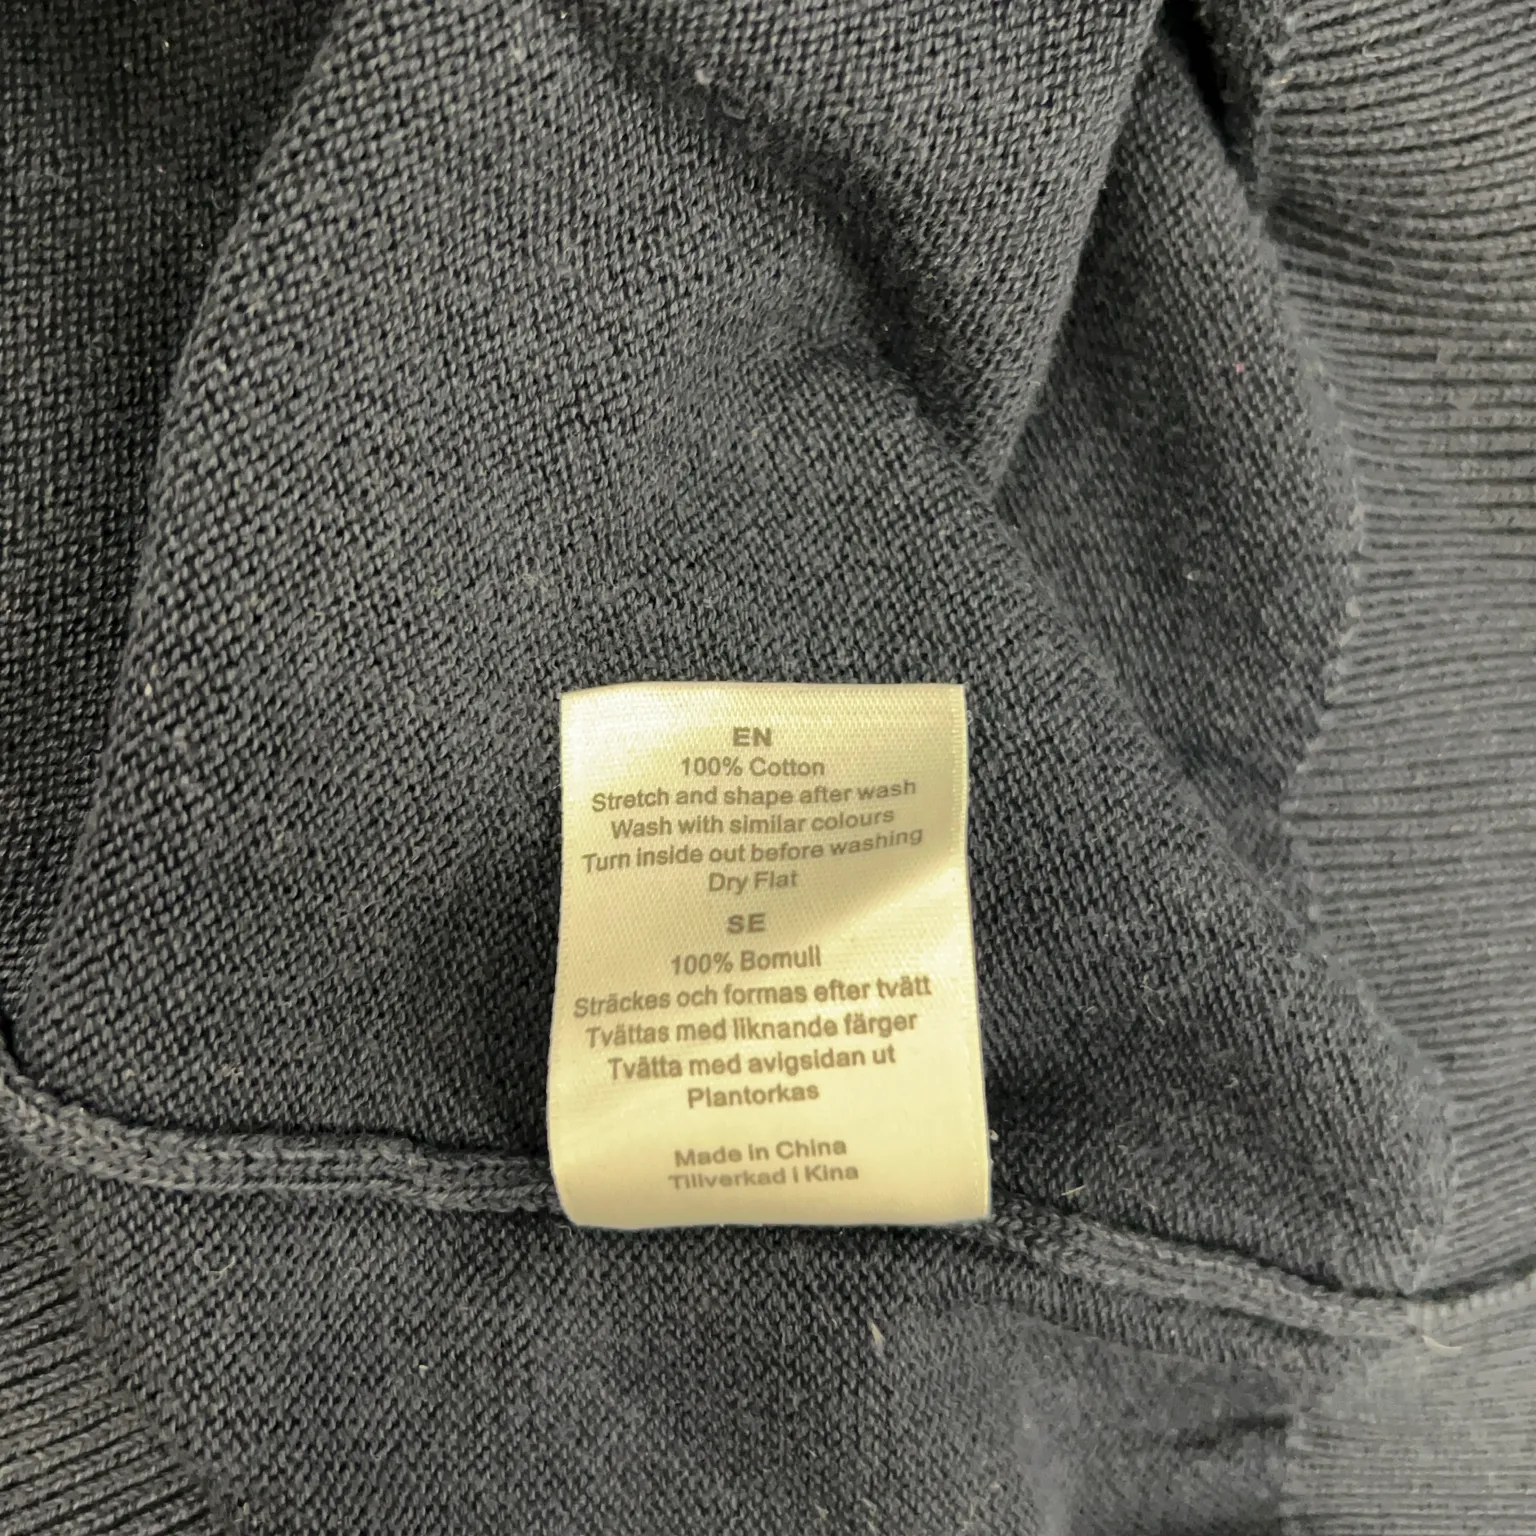 EN
100% Cotton
Stretch and shape after wash
Wash with similar colours
Turn inside out before washing
Dry Flat
SE
100% Bomull
Sträckes och formas efter tvätt
Tvättas med liknande färger
Tvätta med avigsidan ut
Plantorkas
Made in China
Tillverkad i Kina